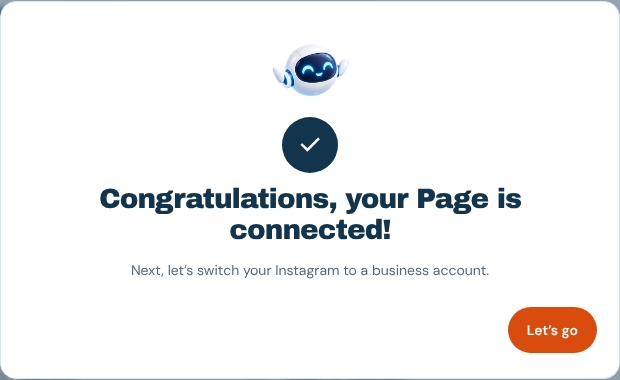 Congratulations, your Page is
connected!
Next, let’s switch your Instagram to a business account.
Let’s go